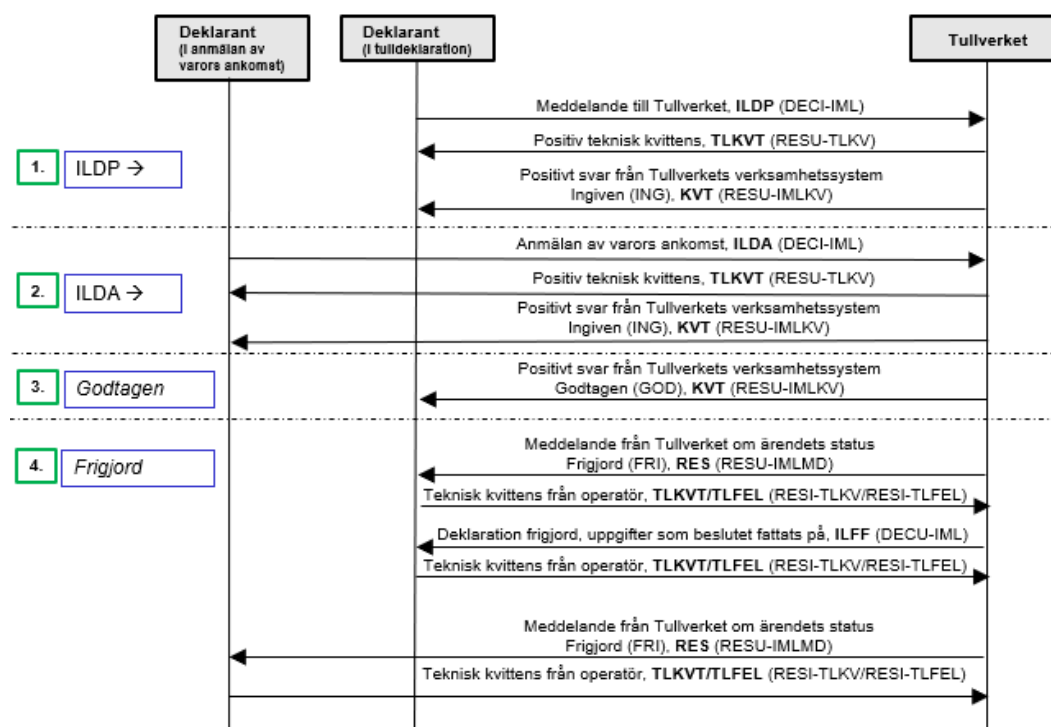 Deklarant
(i anmälan av
varors ankomst)
Deklarant
(i tulldeklaration)
Tullverket
Meddelande till Tullverket, ILDP (DECI-IML)
Positiv teknisk kvittens, TLKVT (RESU-TLKV)
1.
ILDP →
Positivt svar från Tullverkets verksamhetssystem
Ingiven (ING), KVT (RESU-IMLKV)
Anmälan av varors ankomst, ILDA (DECI-IML)
Positiv teknisk kvittens, TLKVT (RESU-TLKV)
2.
ILDA →
Positivt svar från Tullverkets verksamhetssystem
Ingiven (ING), KVT (RESU-IMLKV)
3.
Godtagen
Positivt svar från Tullverkets verksamhetssystem
Godtagen (GOD), KVT (RESU-IMLKV)
4.
Frigjord
Meddelande från Tullverket om ärendets status
Frigjord (FRI), RES (RESU-IMLMD)
Teknisk kvittens från operatör, TLKVT/TLFEL (RESI-TLKV/RESI-TLFEL)
Deklaration frigjord, uppgifter som beslutet fattats på, ILFF (DECU-IML)
Teknisk kvittens från operatör, TLKVT/TLFEL (RESI-TLKV/RESI-TLFEL)
Meddelande från Tullverket om ärendets status
Frigjord (FRI), RES (RESU-IMLMD)
Teknisk kvittens från operatör, TLKVT/TLFEL (RESI-TLKV/RESI-TLFEL)